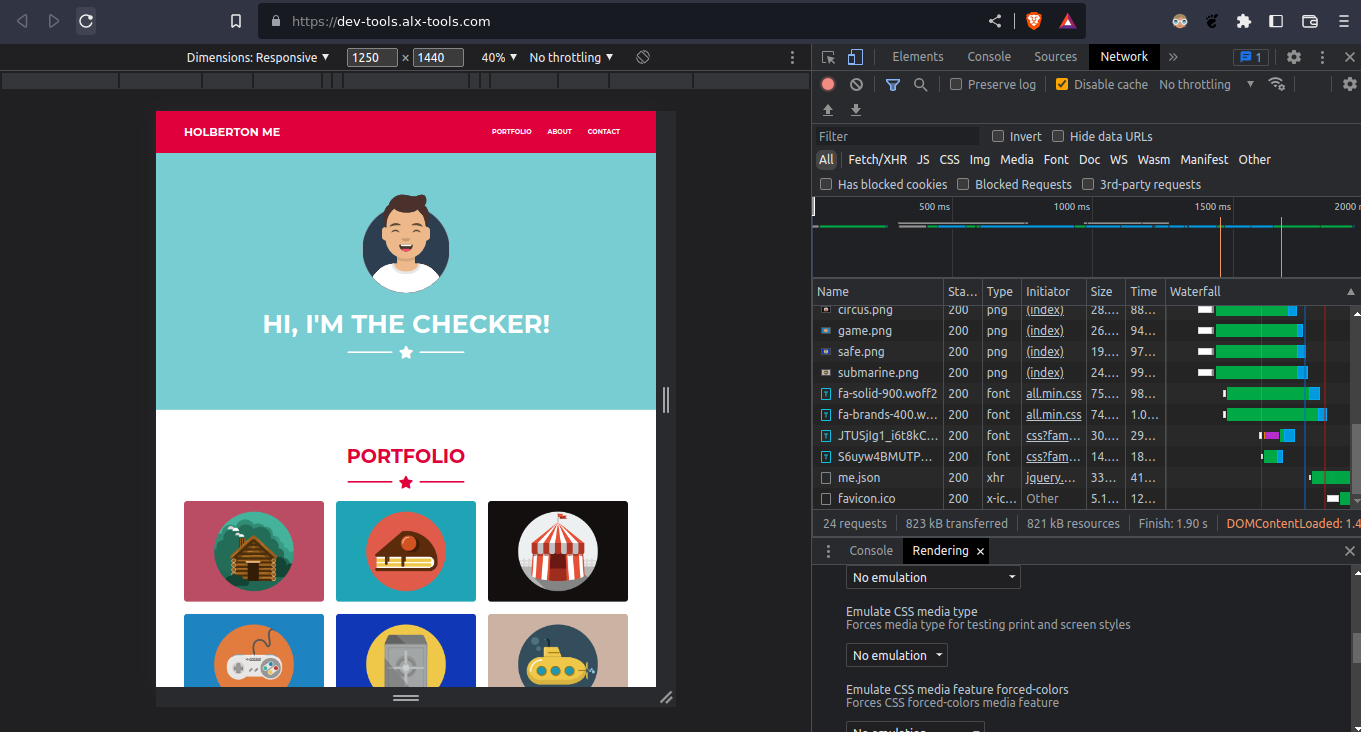 https://dev-tools.alx-tools.com
Dimensions: Responsive 1250 × 1440 40% No throttling
Elements Console Sources Network 1
Preserve log Disable cache No throttling
Filter Invert Hide data URLs
All Fetch/XHR JS CSS Img Media Font Doc WS Wasm Manifest Other
Has blocked cookies Blocked Requests 3rd-party requests
500 ms 1000 ms 1500 ms 2000 m
Name Sta... Type Initiator Size Time Waterfall
circus.png 200 png (index) 28.... 88...
game.png 200 png (index) 26.... 94...
safe.png 200 png (index) 19.... 97...
submarine.png 200 png (index) 24.... 99...
fa-solid-900.woff2 200 font all.min.css 75.... 98...
fa-brands-400.w... 200 font all.min.css 74.... 1.0...
JTUSjIg1_i6t8kC... 200 font css?fam... 30.... 29...
S6uyw4BMUTP... 200 font css?fam... 14.... 18...
me.json 200 xhr jquery.... 33... 41...
favicon.ico 200 x-ic... Other 5.1... 12...
24 requests 823 kB transferred 821 kB resources Finish: 1.90 s DOMContentLoaded: 1.4
Console Rendering
No emulation
Emulate CSS media type
Forces media type for testing print and screen styles
No emulation
Emulate CSS media feature forced-colors
Forces CSS forced-colors media feature
No emulation
HOLBERTON ME PORTFOLIO ABOUT CONTACT
HI, I'M THE CHECKER!
PORTFOLIO